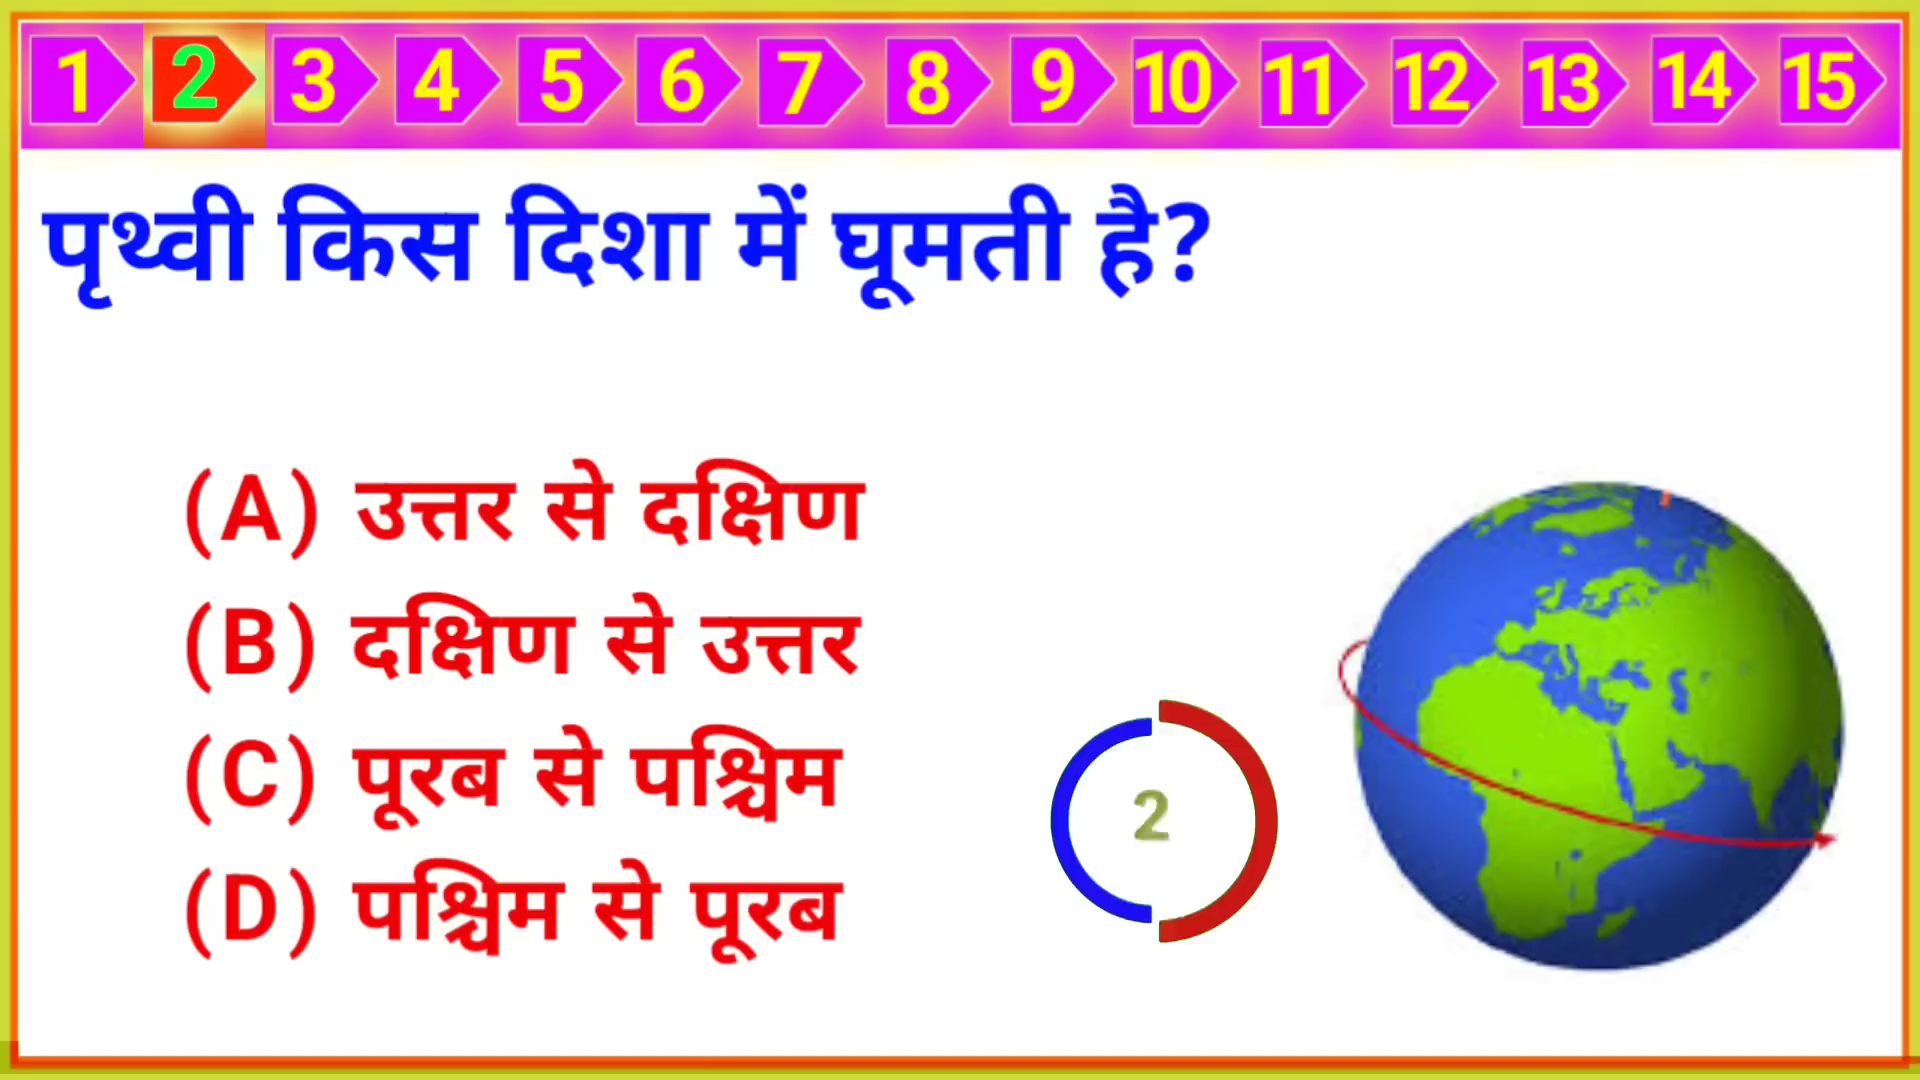 1 2 3 4 5 6 7 8 9 10 11 12 13 14 15
पृथ्वी किस दिशा में घूमती है?
(A) उत्तर से दक्षिण
(B) दक्षिण से उत्तर
(C) पूरब से पश्चिम
(D) पश्चिम से पूरब
2